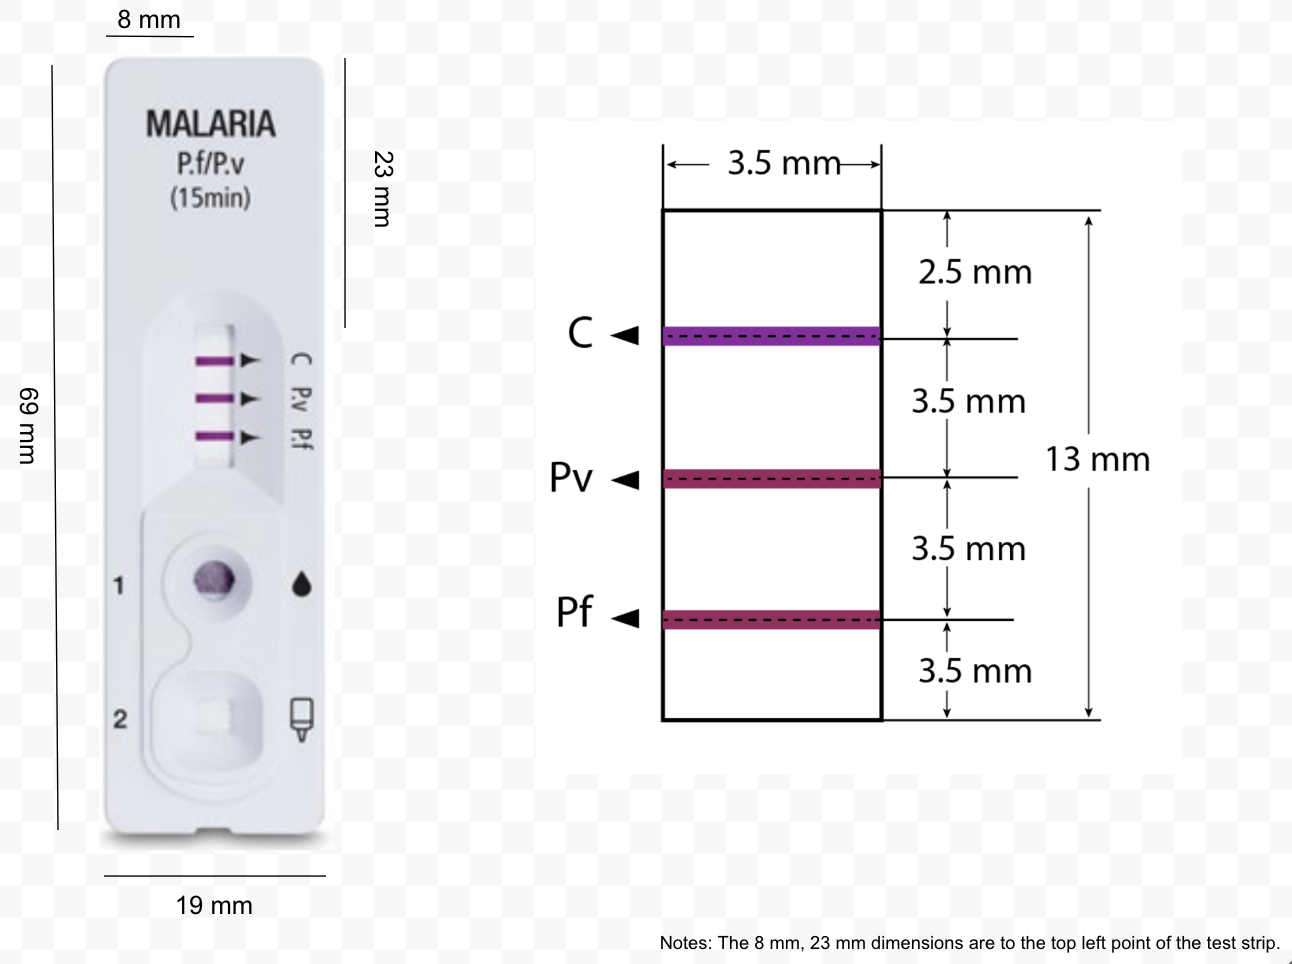 8 mm
MALARIA
P.f/P.v
(15min)
23 mm
69 mm
C
P.v
P.f
1
2
19 mm
3.5 mm
2.5 mm
C
3.5 mm
13 mm
Pv
3.5 mm
Pf
3.5 mm
Notes: The 8 mm, 23 mm dimensions are to the top left point of the test strip.